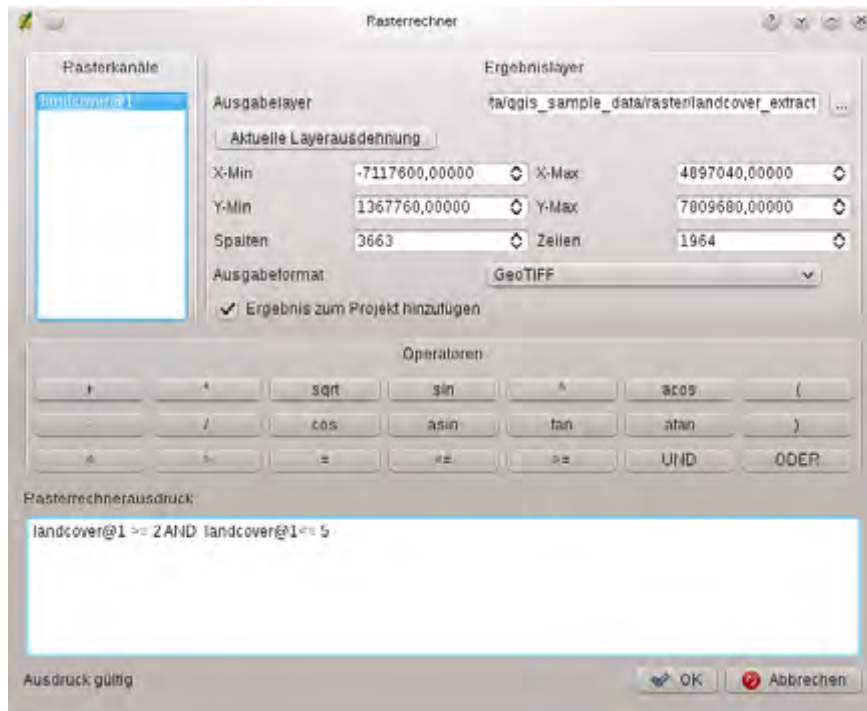 Rasterrechner
Rasterkanäle
landcover@1
Ergebnislayer
Ausgabelayer
ta/qgis_sample_data/raster/landcover_extract
...
Aktuelle Layerausdehnung
X-Min -7117600,00000 X-Max 4897040,00000
Y-Min 1367760,00000 Y-Max 7809680,00000
Spalten 3663 Zeilen 1964
Ausgabeformat GeoTIFF
Ergebnis zum Projekt hinzufügen
Operatoren
+ * sqrt sin ^ acos (
- / cos asin tan atan )
< > = <= >= UND ODER
Rasterrechnerausdruck
landcover@1 >= 2 AND landcover@1<= 5
Ausdruck gültig
OK
Abbrechen